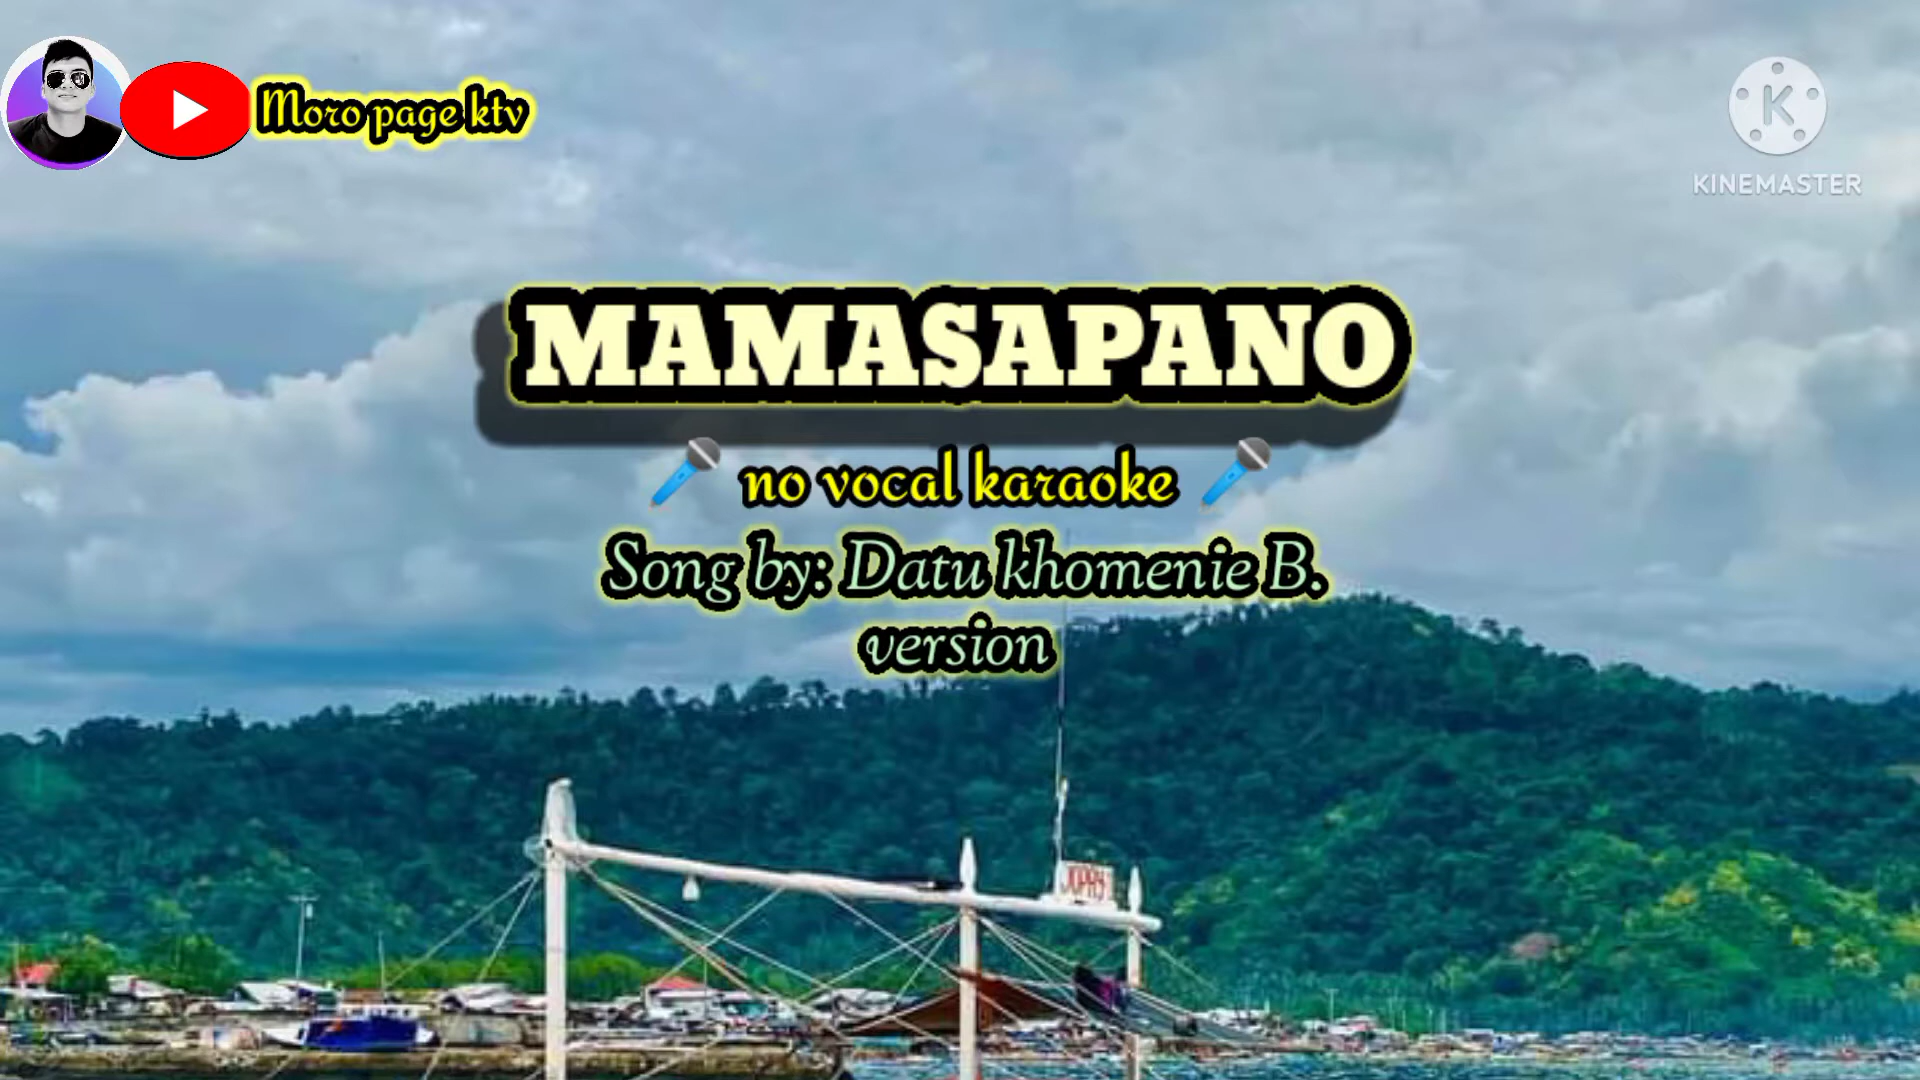 Moro page ktv
K
KINEMASTER
MAMASAPANO
no vocal karaoke
Song by: Datu khomenie B.
version